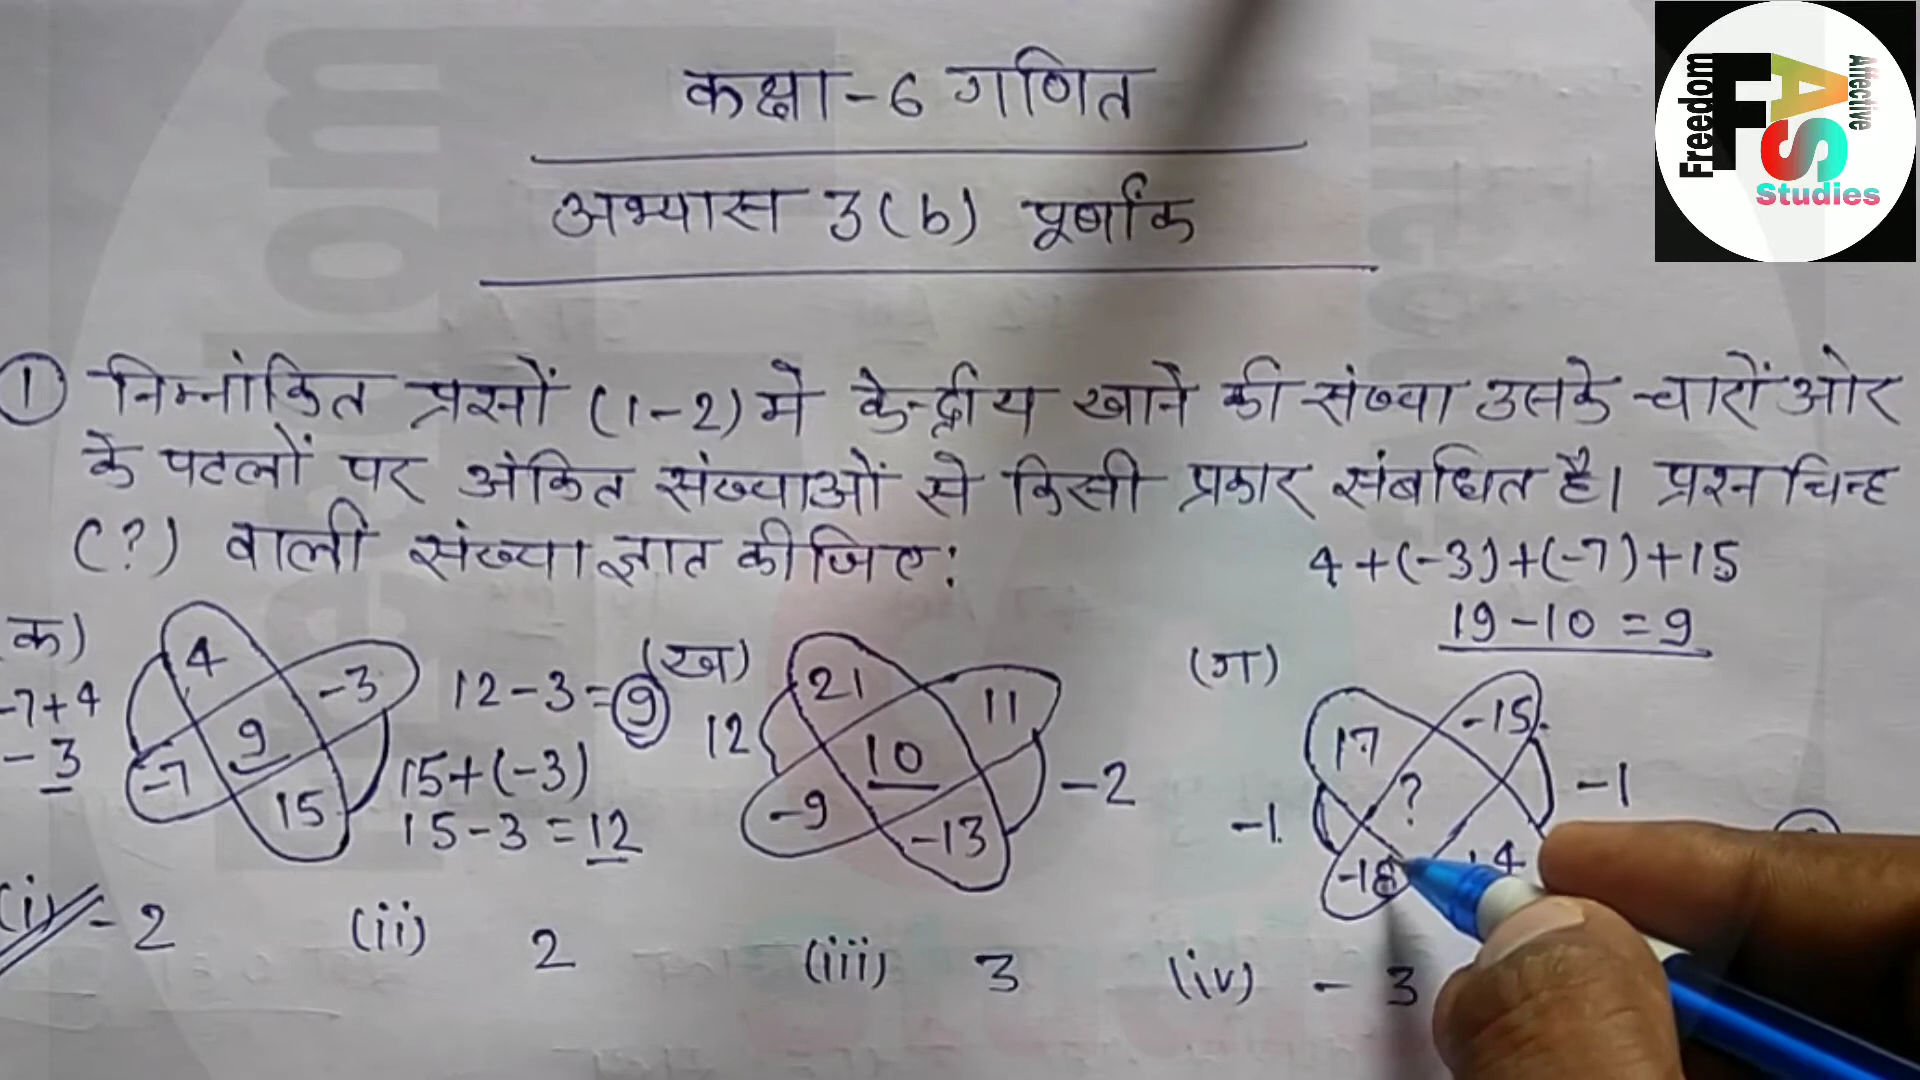 कक्षा-6 गणित
अभ्यास 3(b) पूर्णांक
Freedom
F
AS
Affective
Studies
① निम्नांकित प्रश्नों (1-2) मे केन्द्रीय खाने की संख्या उसके चारों ओर
के पटलों पर अंकित संख्याओं से किसी प्रकार संबधित है। प्रश्न चिन्ह
(?) वाली संख्या ज्ञात कीजिए:
4+(-3)+(-7)+15
19-10=9
क)
4
-3
9
-7
15
-7+4
-3
12-3=9
15+(-3)
15-3=12
(ख)
21
11
10
-9
-13
12
-2
(ग)
17
-15
?
-1
-1
(i) -2
(ii) 2
(iii) 3
(iv) -3